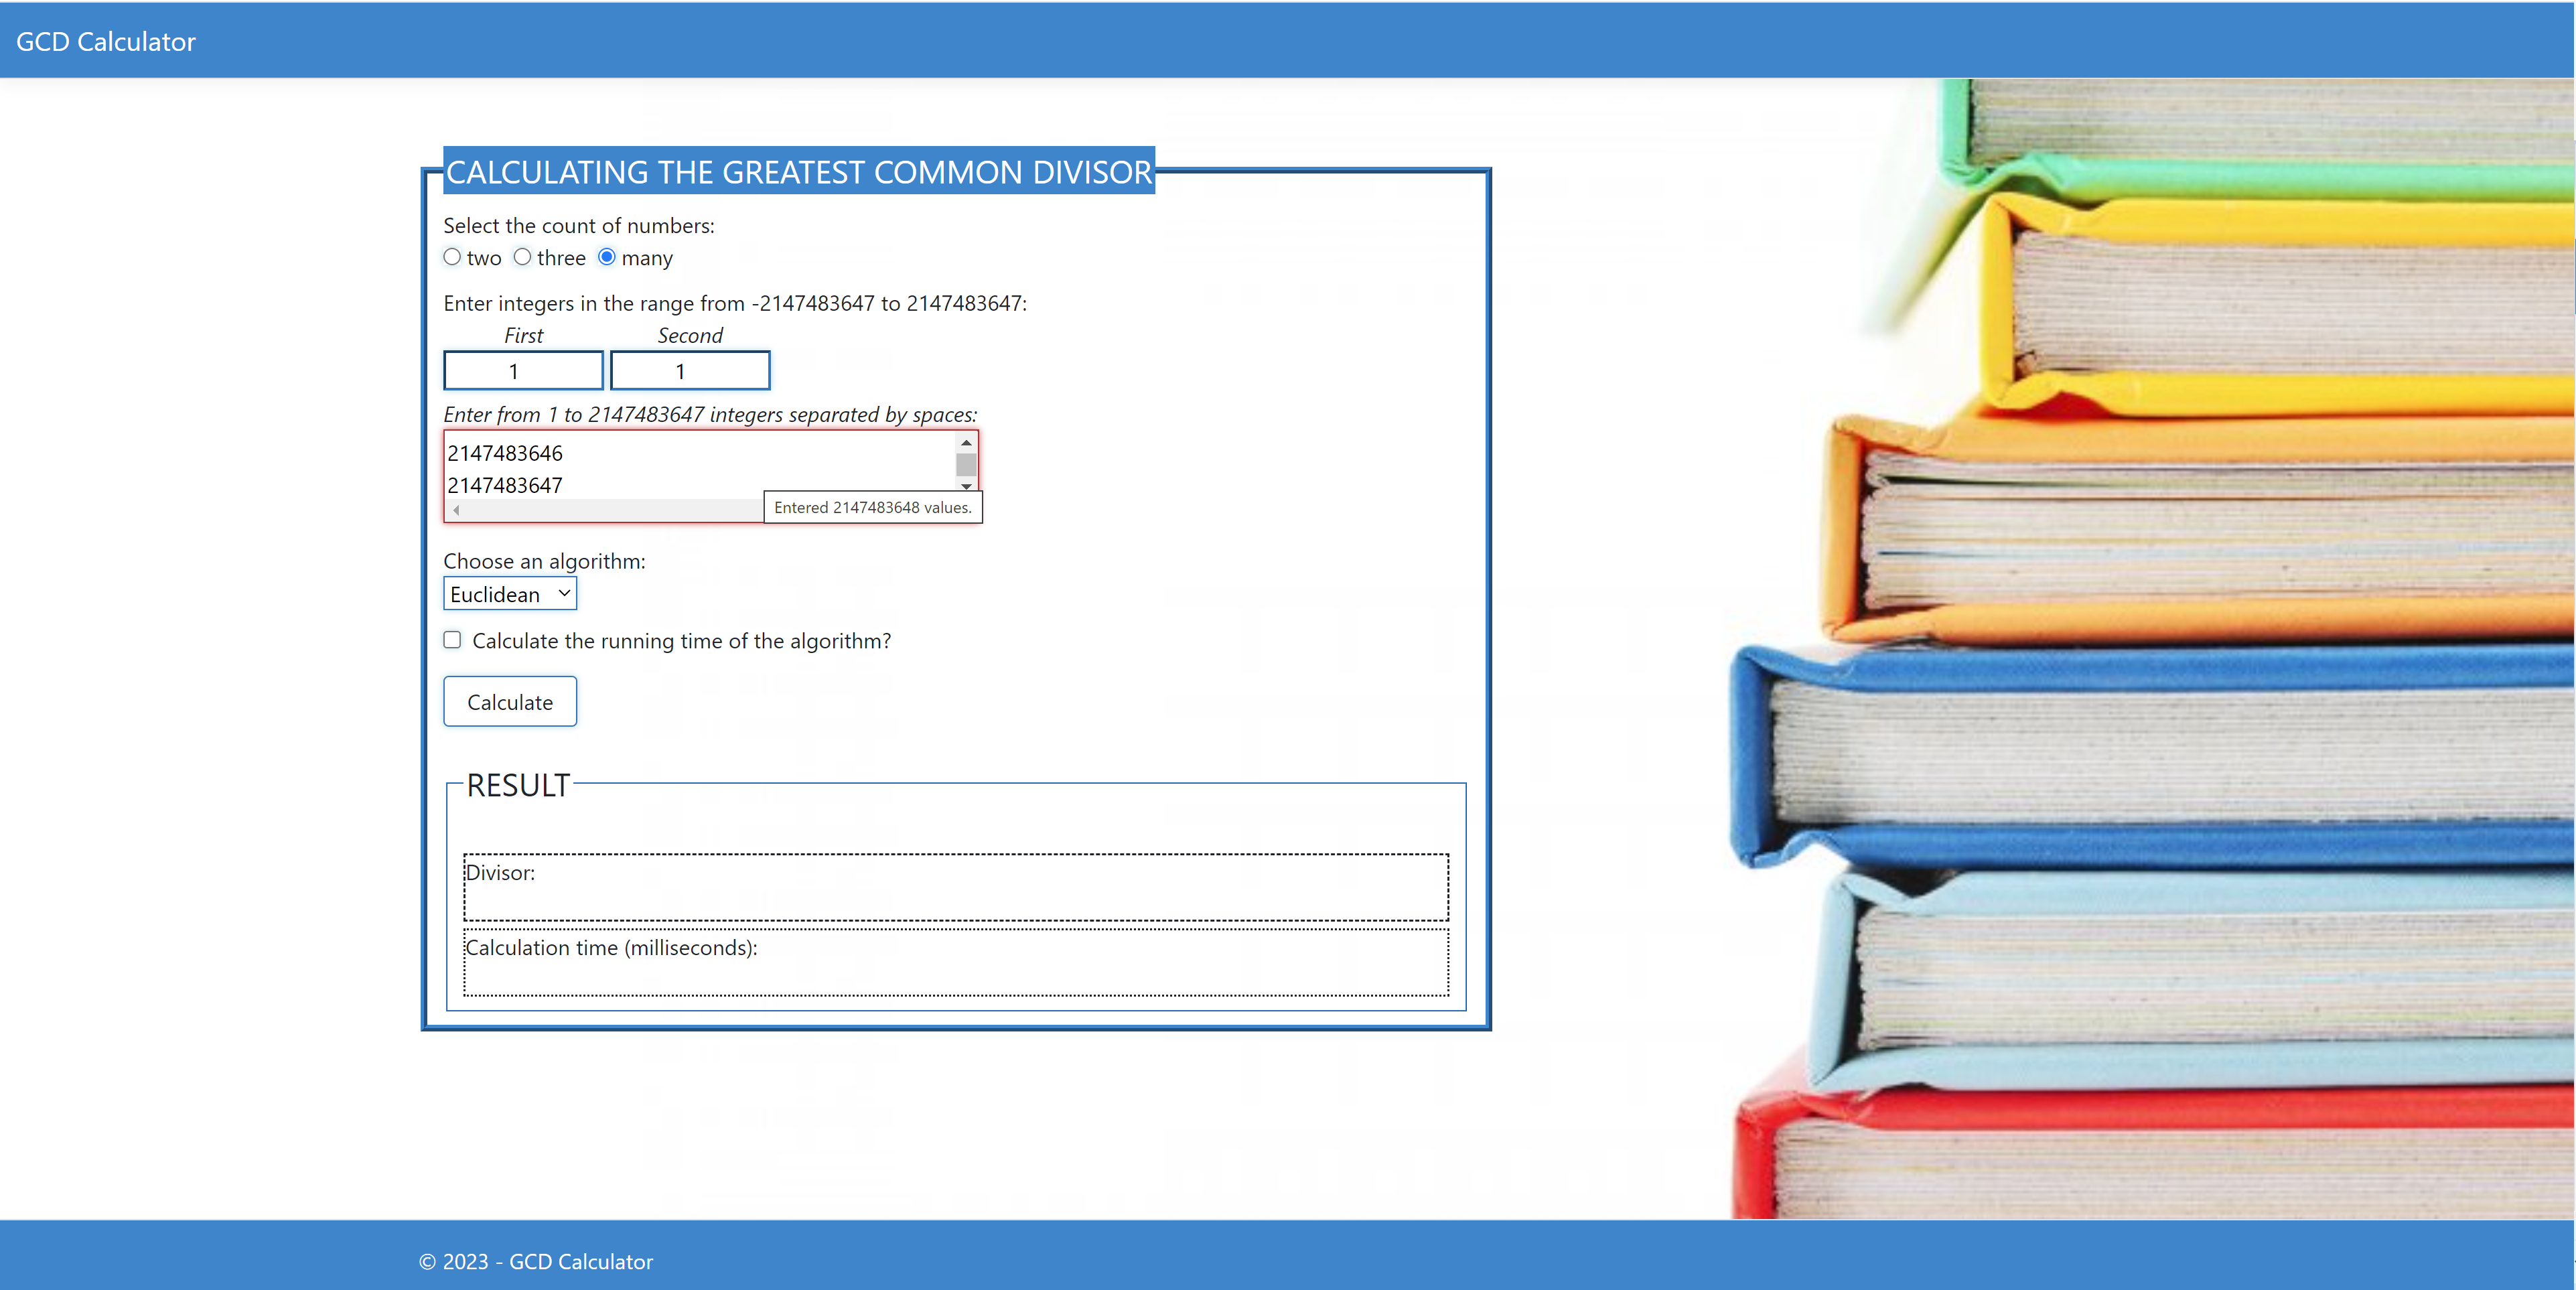 GCD Calculator
CALCULATING THE GREATEST COMMON DIVISOR
Select the count of numbers:
two three many
Enter integers in the range from -2147483647 to 2147483647:
First Second
1 1
Enter from 1 to 2147483647 integers separated by spaces:
2147483646
2147483647
Entered 2147483648 values.
Choose an algorithm:
Euclidean
Calculate the running time of the algorithm?
Calculate
RESULT
Divisor:
Calculation time (milliseconds):
© 2023 - GCD Calculator